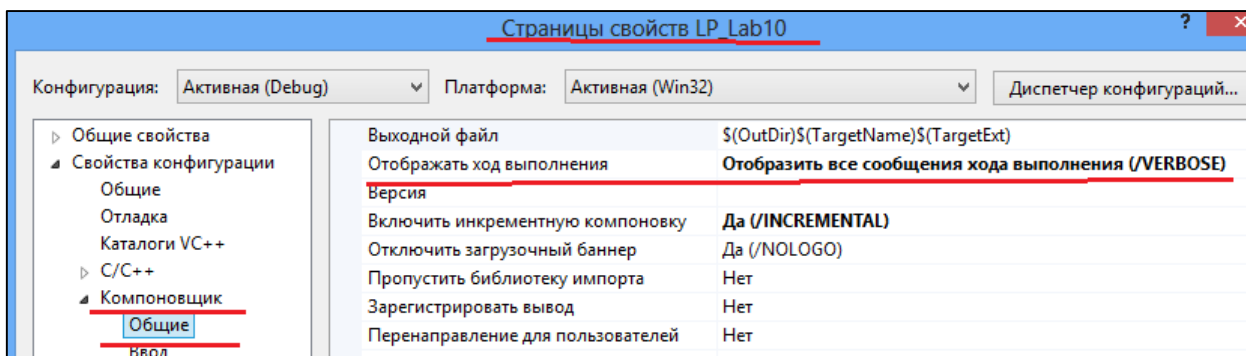 Страницы свойств LP_Lab10
?
Конфигурация: Активная (Debug) Платформа: Активная (Win32) Диспетчер конфигураций...
Общие свойства
Свойства конфигурации
Общие
Отладка
Каталоги VC++
C/C++
Компоновщик
Общие
Ввод
Выходной файл $(OutDir)$(TargetName)$(TargetExt)
Отображать ход выполнения Отобразить все сообщения хода выполнения (/VERBOSE)
Версия
Включить инкрементную компоновку Да (/INCREMENTAL)
Отключить загрузочный баннер Да (/NOLOGO)
Пропустить библиотеку импорта Нет
Зарегистрировать вывод Нет
Перенаправление для пользователей Нет